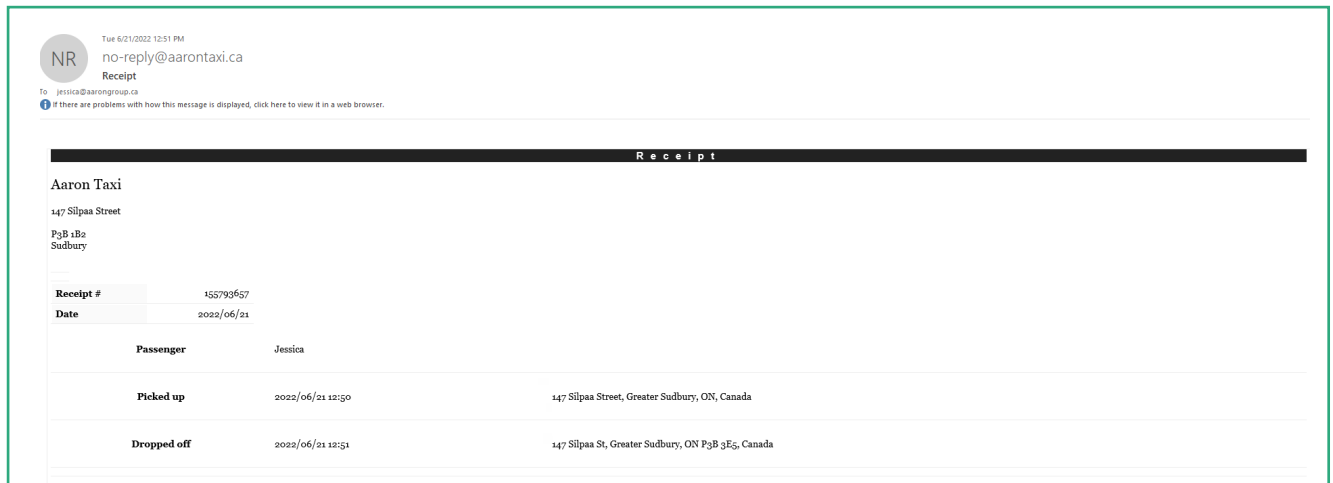 Tue 6/21/2022 12:51 PM
NR
no-reply@aarontaxi.ca
Receipt
To jessica@aarongroup.ca
i If there are problems with how this message is displayed, click here to view it in a web browser.
Receipt
Aaron Taxi
147 Silpaa Street
P3B 1B2
Sudbury
Receipt # 155793657
Date 2022/06/21
Passenger Jessica
Picked up 2022/06/21 12:50 147 Silpaa Street, Greater Sudbury, ON, Canada
Dropped off 2022/06/21 12:51 147 Silpaa St, Greater Sudbury, ON P3B 3E5, Canada